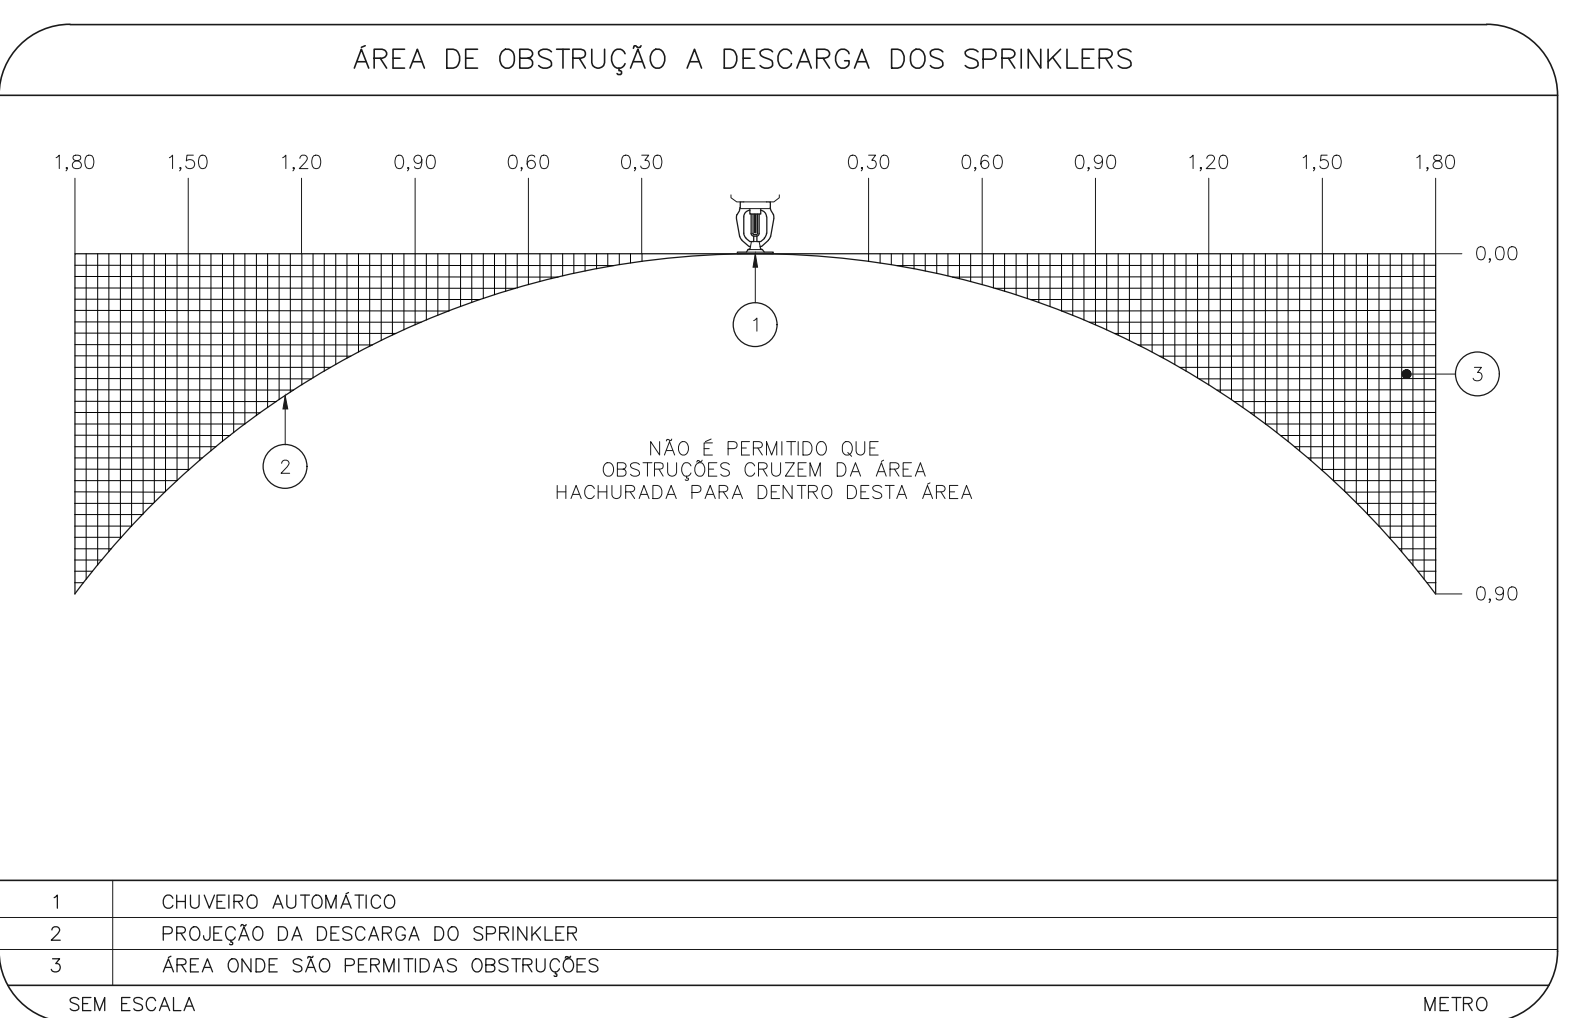 ÁREA DE OBSTRUÇÃO A DESCARGA DOS SPRINKLERS
1,80 1,50 1,20 0,90 0,60 0,30 0,30 0,60 0,90 1,20 1,50 1,80
0,00
1
3
2
NÃO É PERMITIDO QUE
OBSTRUÇÕES CRUZEM DA ÁREA
HACHURADA PARA DENTRO DESTA ÁREA
0,90
1 CHUVEIRO AUTOMÁTICO
2 PROJEÇÃO DA DESCARGA DO SPRINKLER
3 ÁREA ONDE SÃO PERMITIDAS OBSTRUÇÕES
SEM ESCALA METRO